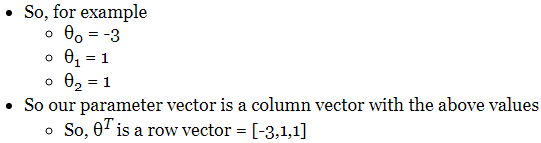 • So, for example
○ θ₀ = -3
○ θ₁ = 1
○ θ₂ = 1
• So our parameter vector is a column vector with the above values
○ So, θᵀ is a row vector = [-3,1,1]